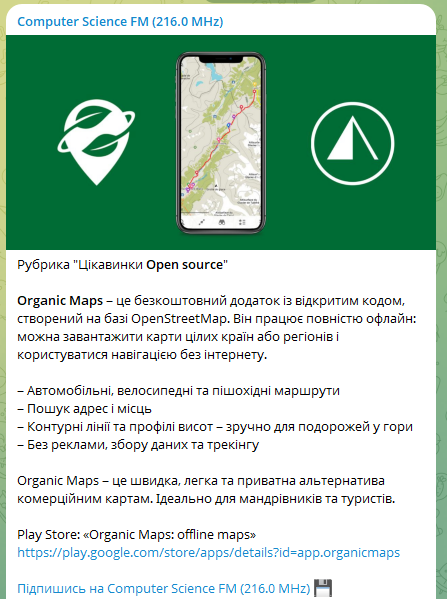 Computer Science FM (216.0 MHz)
Рубрика "Цікавинки Open source"
Organic Maps – це безкоштовний додаток із відкритим кодом,
створений на базі OpenStreetMap. Він працює повністю офлайн:
можна завантажити карти цілих країн або регіонів і
користуватися навігацією без інтернету.
– Автомобільні, велосипедні та пішохідні маршрути
– Пошук адрес і місць
– Контурні лінії та профілі висот – зручно для подорожей у гори
– Без реклами, збору даних та трекінгу
Organic Maps – це швидка, легка та приватна альтернатива
комерційним картам. Ідеально для мандрівників та туристів.
Play Store: «Organic Maps: offline maps»
https://play.google.com/store/apps/details?id=app.organicmaps
Підпишись на Computer Science FM (216.0 MHz)